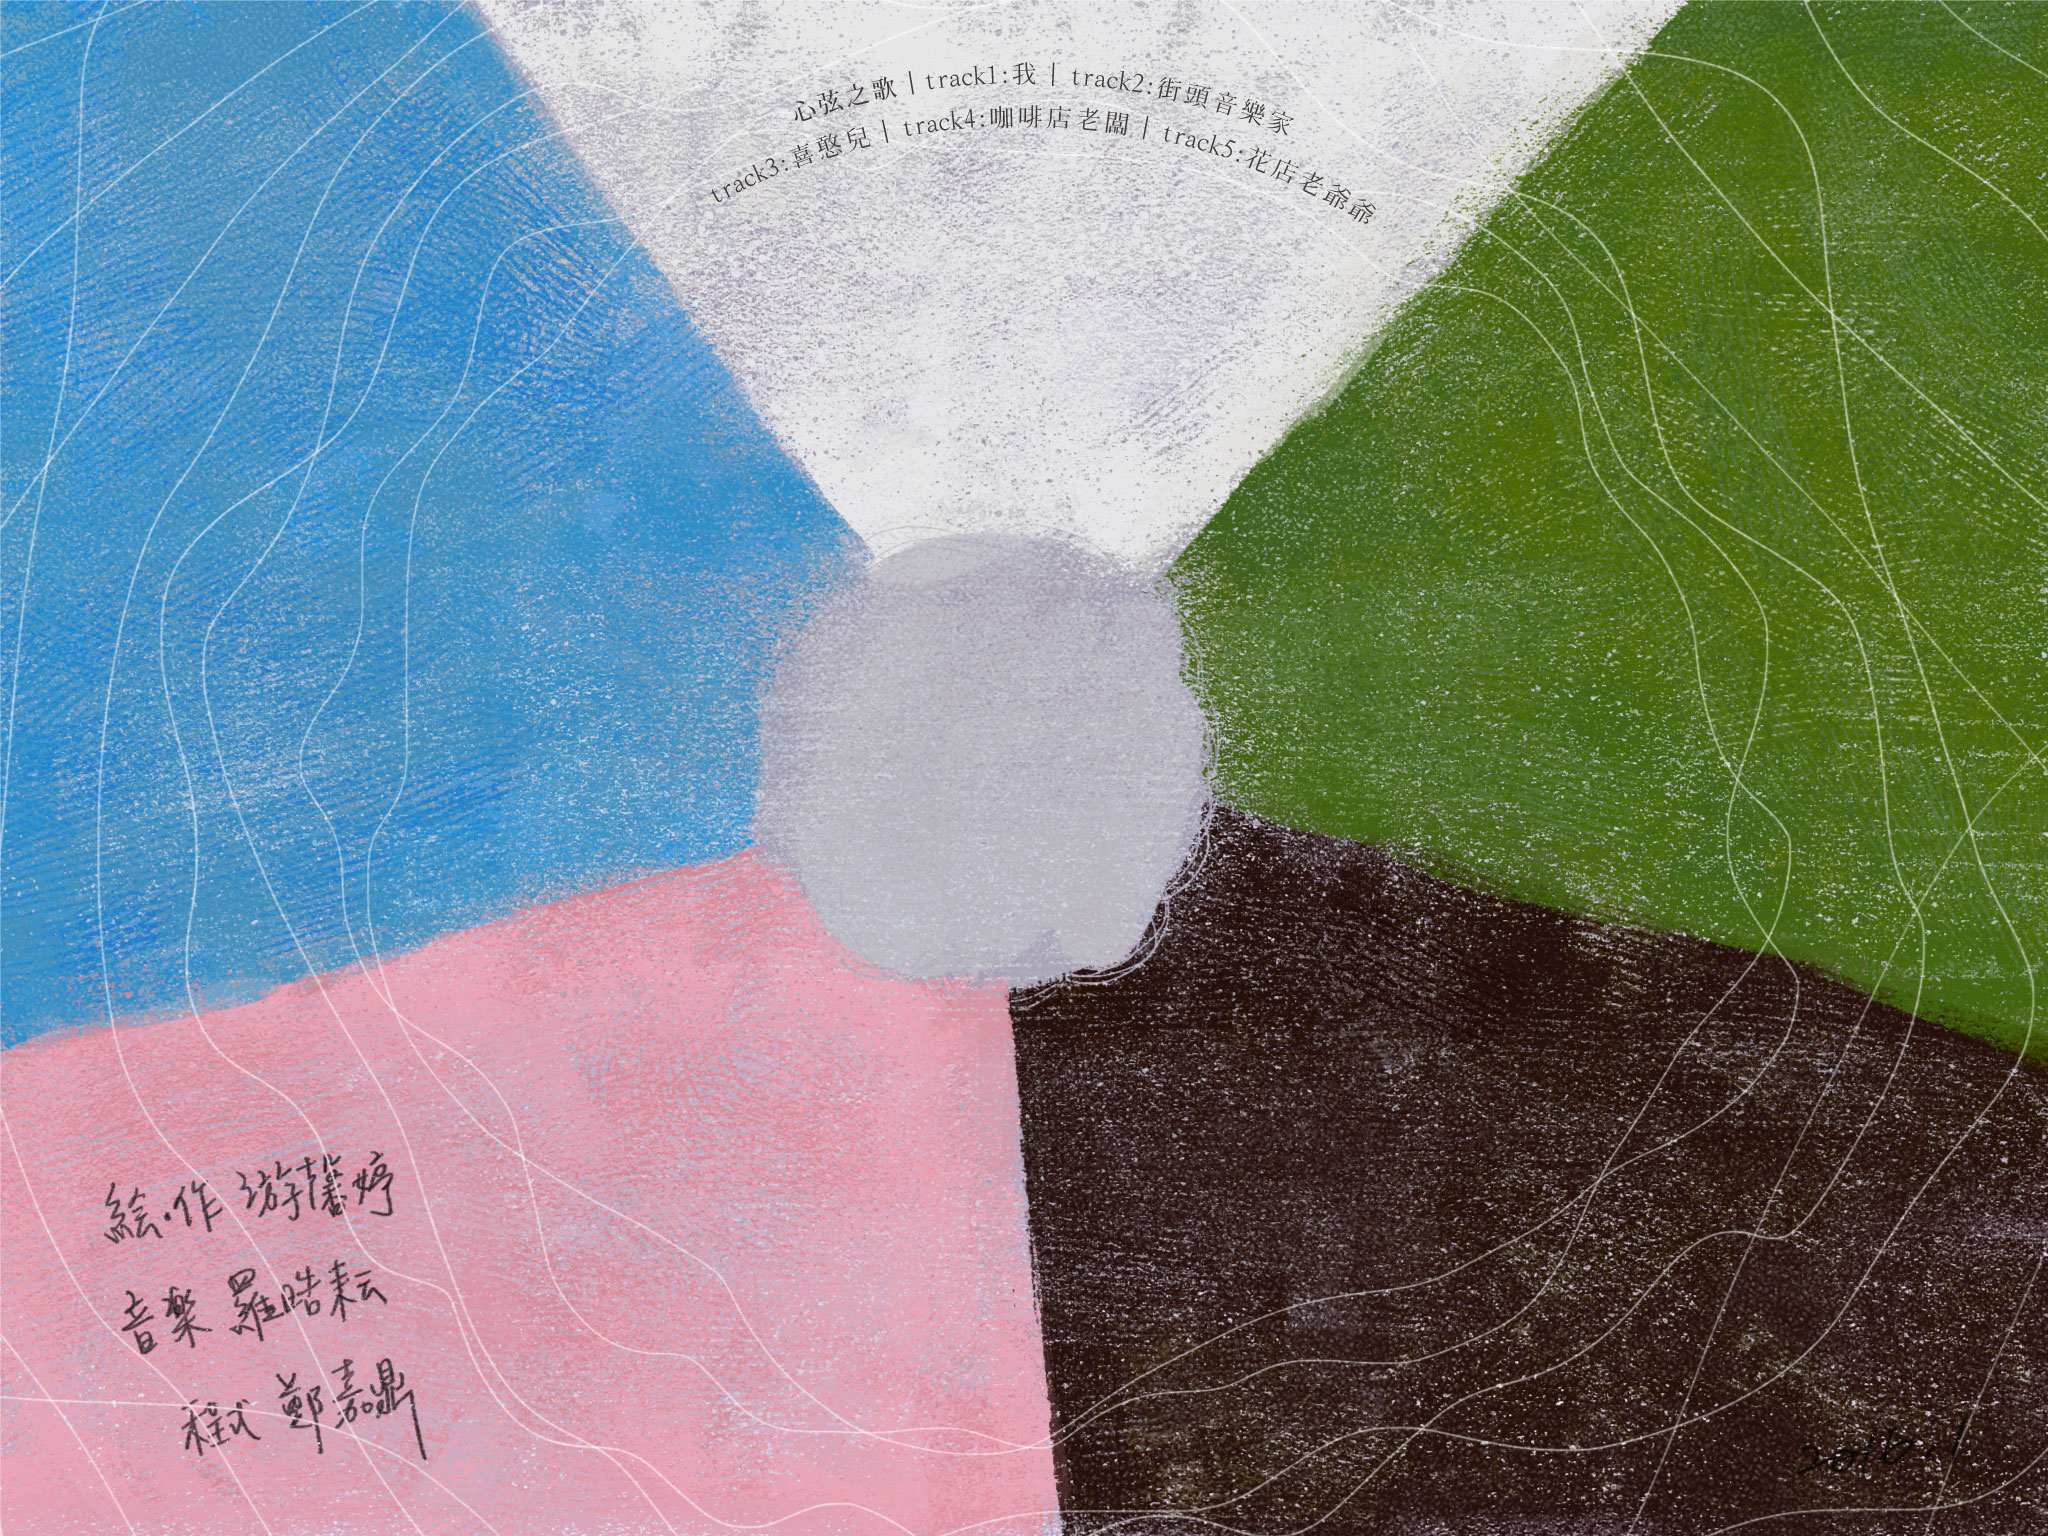 心弦之歌｜track1:我｜track2:街頭音樂家
track3:喜憨兒｜track4:咖啡店老闆｜track5:花店老爺爺
絵·作 游馨婷
音楽 羅晧耘
程式 鄭嘉鼎